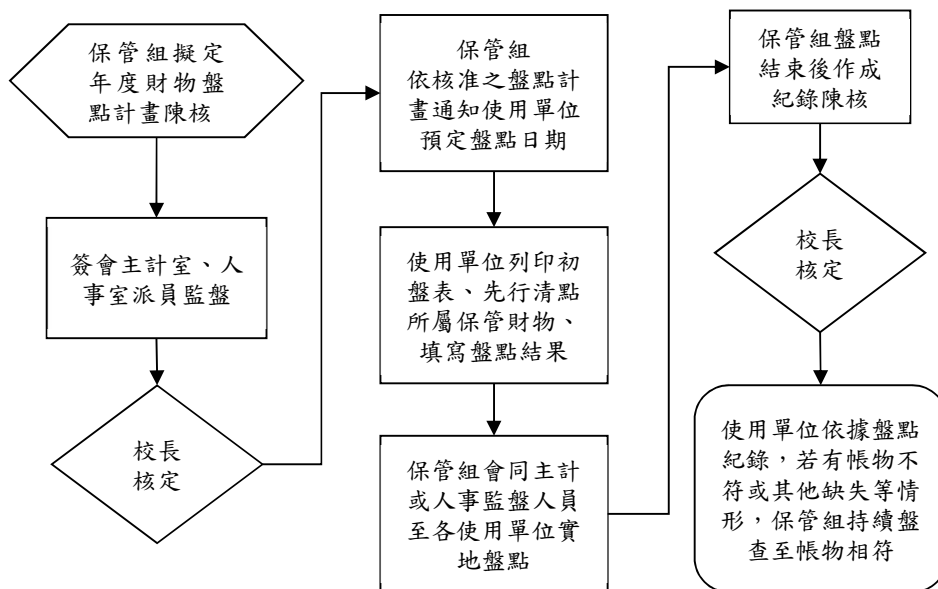 保管組擬定
年度財物盤
點計畫陳核
簽會主計室、人
事室派員監盤
校長
核定
保管組
依核准之盤點計
畫通知使用單位
預定盤點日期
使用單位列印初
盤表、先行清點
所屬保管財物、
填寫盤點結果
保管組會同主計
或人事監盤人員
至各使用單位實
地盤點
保管組盤點
結束後作成
紀錄陳核
校長
核定
使用單位依據盤點
紀錄，若有帳物不
符或其他缺失等情
形，保管組持續盤
查至帳物相符